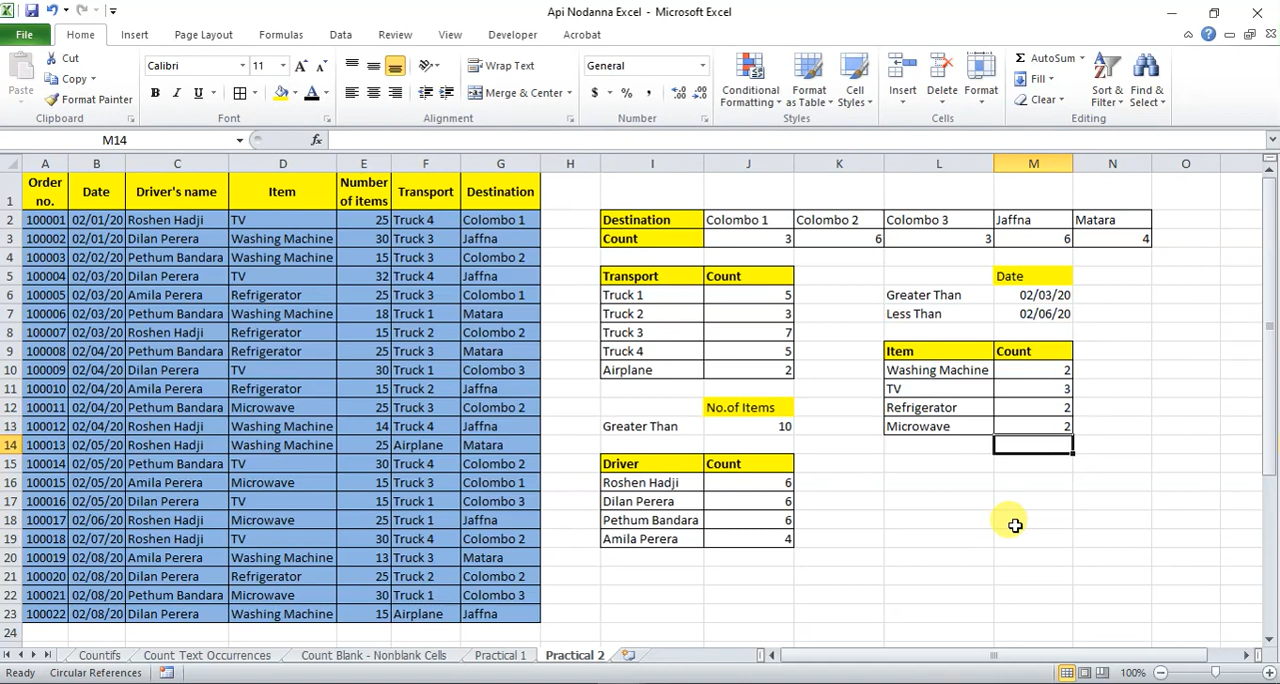 Api Nodanna Excel - Microsoft Excel
File Home Insert Page Layout Formulas Data Review View Developer Acrobat
Paste Cut Copy Format Painter Clipboard
Calibri 11 B I U A Font
Wrap Text Merge & Center Alignment
General $ % , Number
Conditional Formatting Format as Table Cell Styles Styles
Insert Delete Format Cells
Σ AutoSum Fill Clear Sort & Filter Find & Select Editing
M14 fx
A B C D E F G H I J K L M N O
1 Order no. Date Driver's name Item Number of items Transport Destination
2 100001 02/01/20 Roshen Hadji TV 25 Truck 4 Colombo 1 Destination Colombo 1 Colombo 2 Colombo 3 Jaffna Matara
3 100002 02/01/20 Dilan Perera Washing Machine 30 Truck 3 Jaffna Count 3 6 3 6 4
4 100003 02/02/20 Pethum Bandara Washing Machine 15 Truck 3 Colombo 2
5 100004 02/03/20 Dilan Perera TV 32 Truck 4 Jaffna Transport Count Date
6 100005 02/03/20 Amila Perera Refrigerator 25 Truck 3 Colombo 1 Truck 1 5 Greater Than 02/03/20
7 100006 02/03/20 Pethum Bandara Washing Machine 18 Truck 1 Matara Truck 2 3 Less Than 02/06/20
8 100007 02/03/20 Roshen Hadji Refrigerator 15 Truck 2 Colombo 2 Truck 3 7
9 100008 02/04/20 Pethum Bandara Refrigerator 25 Truck 3 Matara Truck 4 5 Item Count
10 100009 02/04/20 Dilan Perera TV 30 Truck 1 Colombo 3 Airplane 2 Washing Machine 2
11 100010 02/04/20 Amila Perera Refrigerator 15 Truck 2 Jaffna TV 3
12 100011 02/04/20 Pethum Bandara Microwave 25 Truck 3 Colombo 2 No.of Items Refrigerator 2
13 100012 02/04/20 Roshen Hadji Washing Machine 14 Truck 4 Jaffna Greater Than 10 Microwave 2
14 100013 02/05/20 Roshen Hadji Washing Machine 25 Airplane Matara
15 100014 02/05/20 Pethum Bandara TV 30 Truck 4 Colombo 2 Driver Count
16 100015 02/05/20 Amila Perera Microwave 15 Truck 3 Colombo 1 Roshen Hadji 6
17 100016 02/05/20 Dilan Perera TV 15 Truck 1 Colombo 3 Dilan Perera 6
18 100017 02/06/20 Roshen Hadji Microwave 25 Truck 1 Jaffna Pethum Bandara 6
19 100018 02/07/20 Roshen Hadji TV 30 Truck 4 Colombo 2 Amila Perera 4
20 100019 02/08/20 Amila Perera Washing Machine 13 Truck 3 Matara
21 100020 02/08/20 Dilan Perera Refrigerator 25 Truck 2 Colombo 2
22 100021 02/08/20 Pethum Bandara Microwave 30 Truck 1 Colombo 3
23 100022 02/08/20 Dilan Perera Washing Machine 15 Airplane Jaffna
24
Countifs Count Text Occurrences Count Blank - Nonblank Cells Practical 1 Practical 2
Ready Circular References 100%